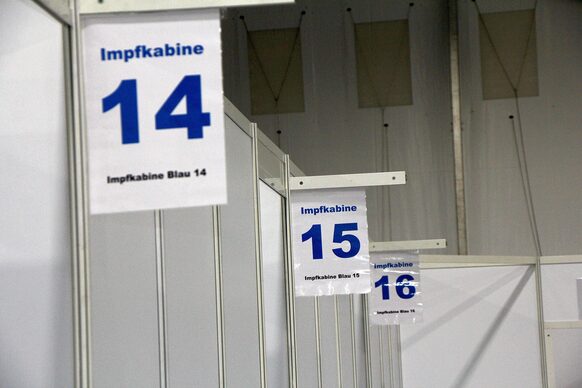 Impfkabine
14
Impfkabine Blau 14
Impfkabine
15
Impfkabine Blau 15
Impfkabine
16
Impfkabine Blau 16